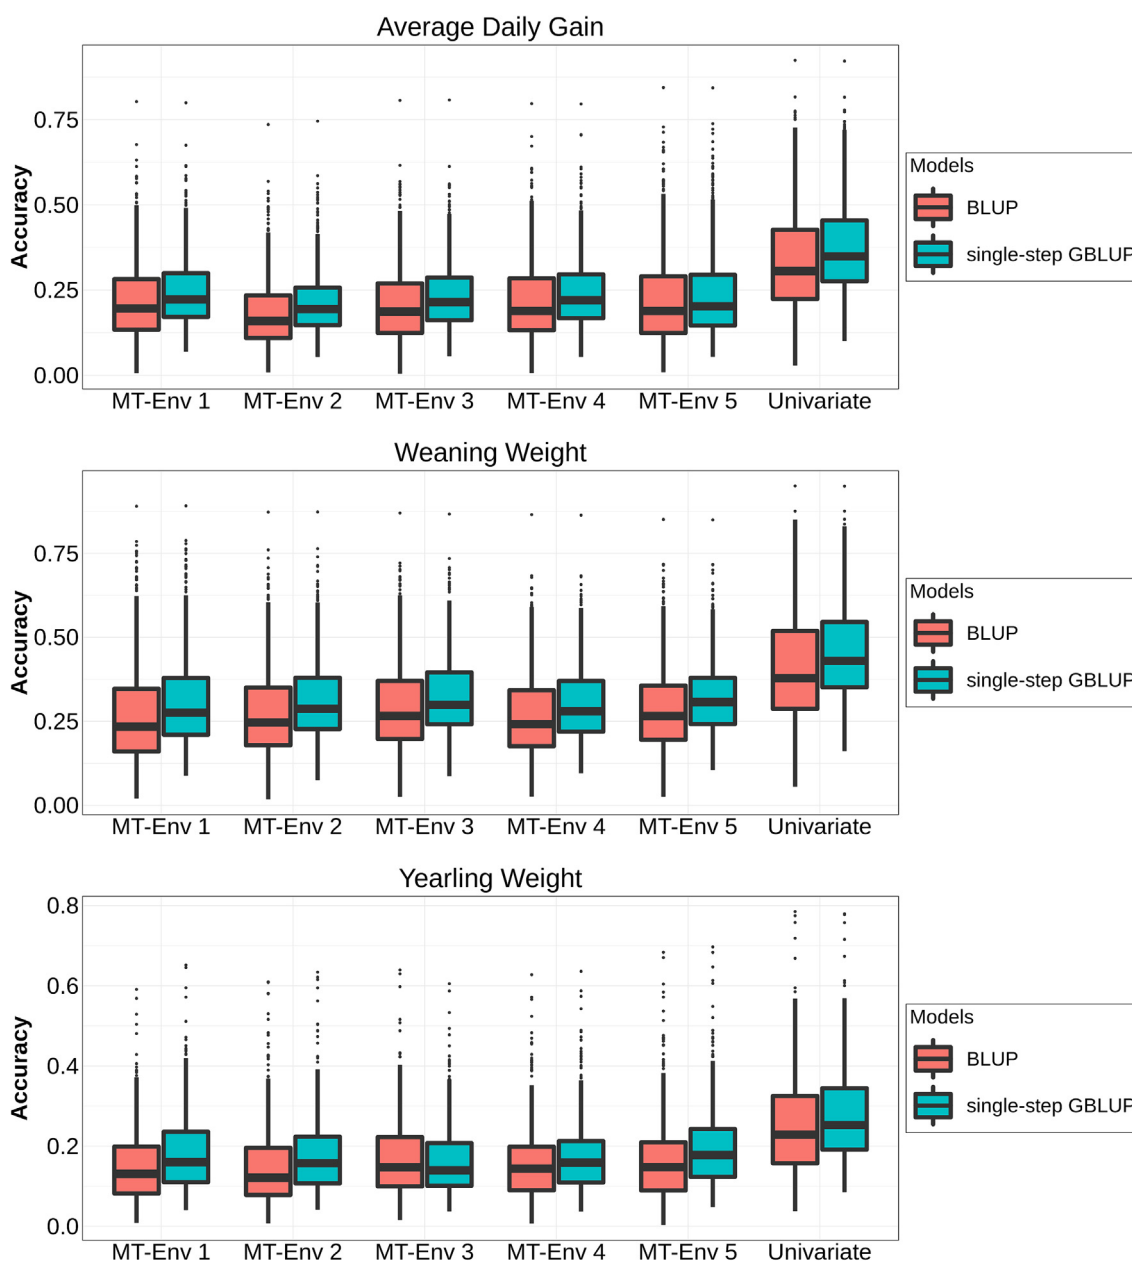 Average Daily Gain
Accuracy
0.75
0.50
0.25
0.00
MT-Env 1 MT-Env 2 MT-Env 3 MT-Env 4 MT-Env 5 Univariate
Models
BLUP
single-step GBLUP
Weaning Weight
Accuracy
0.75
0.50
0.25
0.00
MT-Env 1 MT-Env 2 MT-Env 3 MT-Env 4 MT-Env 5 Univariate
Models
BLUP
single-step GBLUP
Yearling Weight
Accuracy
0.8
0.6
0.4
0.2
0.0
MT-Env 1 MT-Env 2 MT-Env 3 MT-Env 4 MT-Env 5 Univariate
Models
BLUP
single-step GBLUP